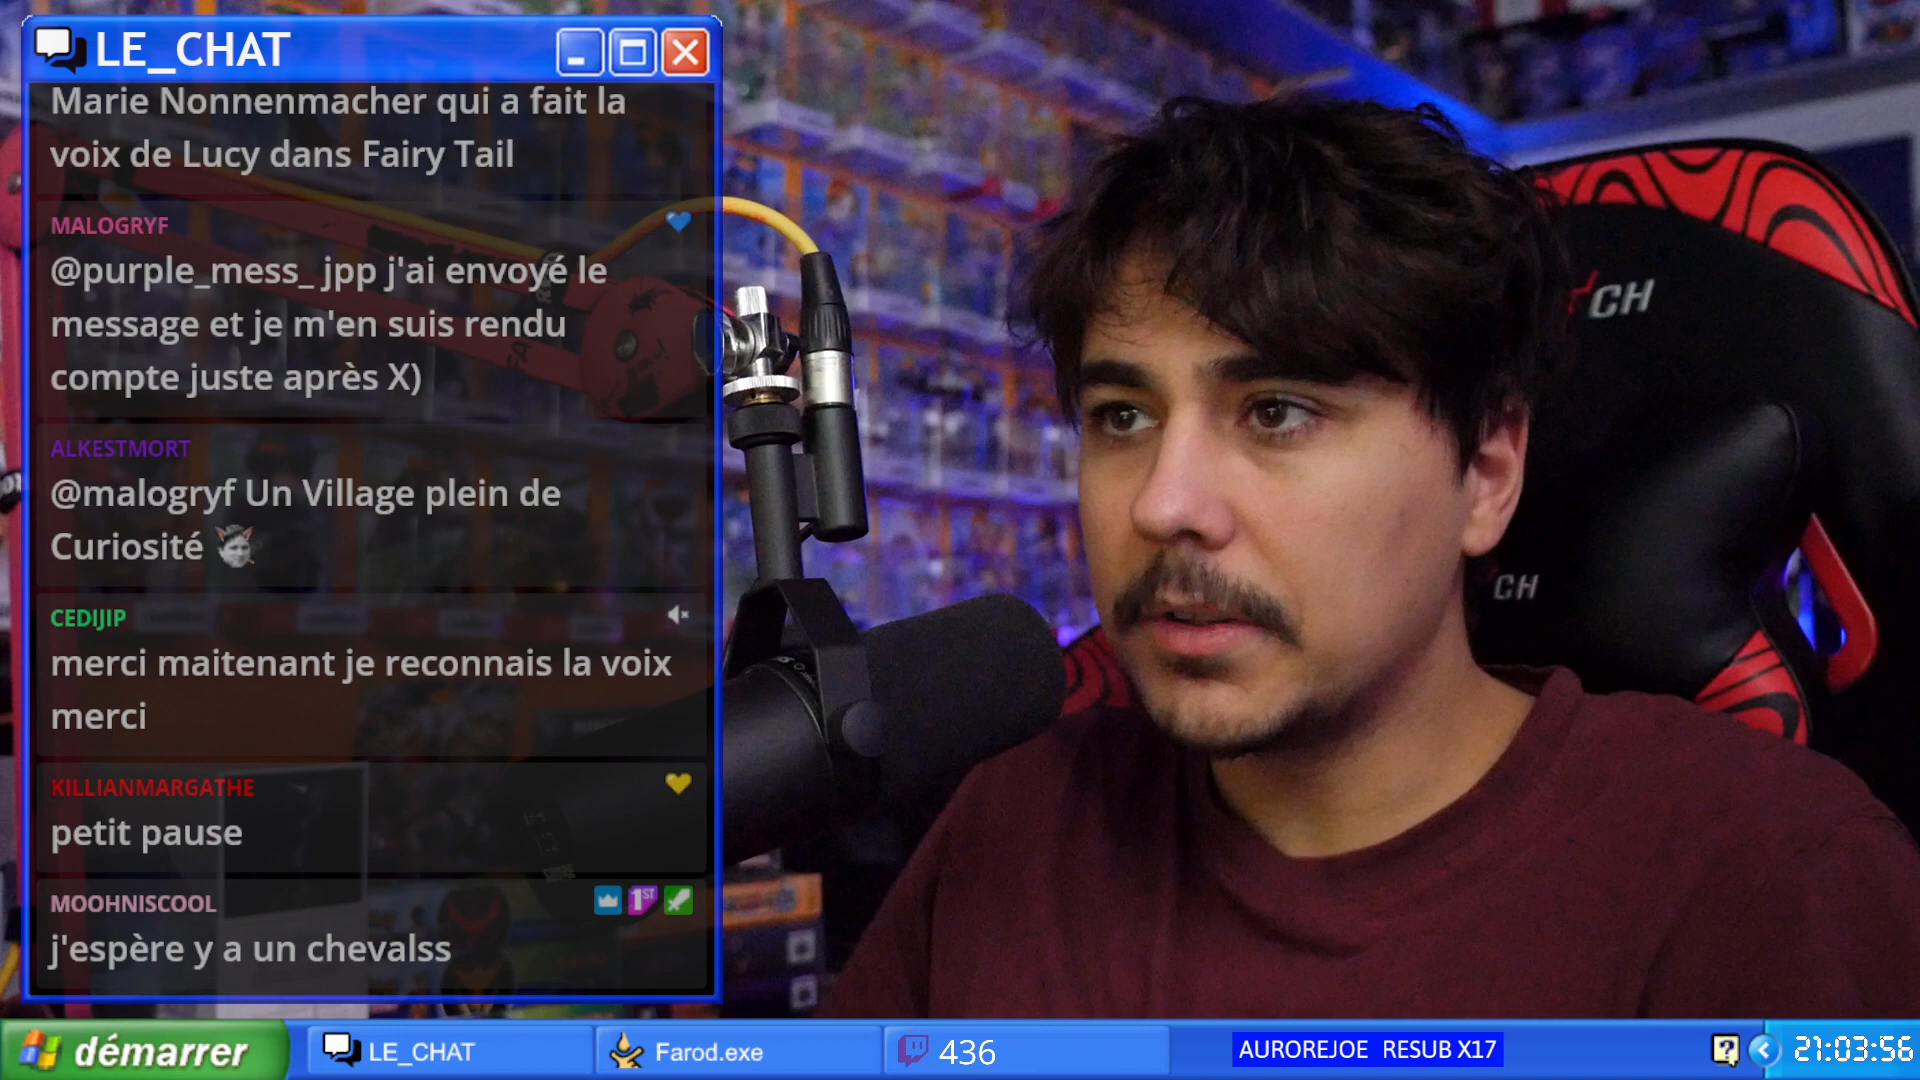 LE_CHAT
Marie Nonnenmacher qui a fait la
voix de Lucy dans Fairy Tail
MALOGRYF
@purple_mess_ jpp j'ai envoyé le
message et je m'en suis rendu
compte juste après X)
ALKESTMORT
@malogryf Un Village plein de
Curiosité
CEDIJIP
merci maitenant je reconnais la voix
merci
KILLIANMARGATHE
petit pause
MOOHNISCOOL
1ST
j'espère y a un chevalss
CH
CH
démarrer
LE_CHAT
Farod.exe
436
AUROREJOE RESUB X17
21:03:56